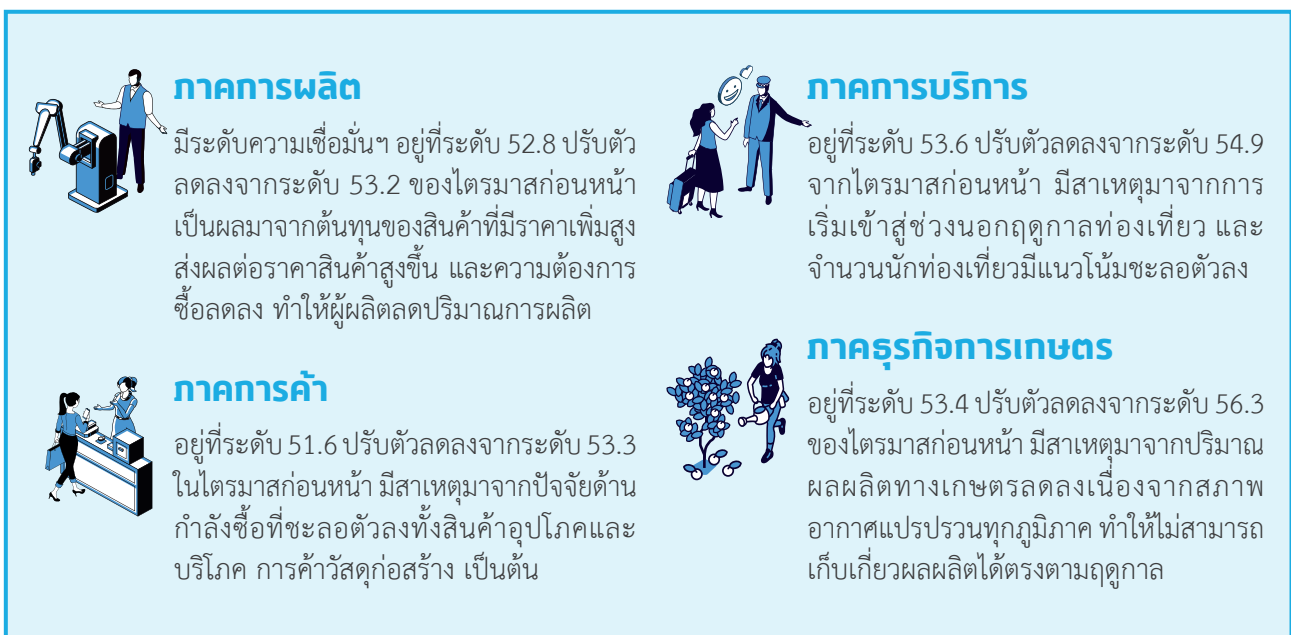 ภาคการผลิต
มีระดับความเชื่อมั่นฯ อยู่ที่ระดับ 52.8 ปรับตัว
ลดลงจากระดับ 53.2 ของไตรมาสก่อนหน้า
เป็นผลมาจากต้นทุนของสินค้าที่มีราคาเพิ่มสูง
ส่งผลต่อราคาสินค้าสูงขึ้น และความต้องการ
ซื้อลดลง ทำให้ผู้ผลิตลดปริมาณการผลิต
ภาคการค้า
อยู่ที่ระดับ 51.6 ปรับตัวลดลงจากระดับ 53.3
ในไตรมาสก่อนหน้า มีสาเหตุมาจากปัจจัยด้าน
กำลังซื้อที่ชะลอตัวลงทั้งสินค้าอุปโภคและ
บริโภค การค้าวัสดุก่อสร้าง เป็นต้น
ภาคการบริการ
อยู่ที่ระดับ 53.6 ปรับตัวลดลงจากระดับ 54.9
จากไตรมาสก่อนหน้า มีสาเหตุมาจากการ
เริ่มเข้าสู่ช่วงนอกฤดูกาลท่องเที่ยว และ
จำนวนนักท่องเที่ยวมีแนวโน้มชะลอตัวลง
ภาคธุรกิจการเกษตร
อยู่ที่ระดับ 53.4 ปรับตัวลดลงจากระดับ 56.3
ของไตรมาสก่อนหน้า มีสาเหตุมาจากปริมาณ
ผลผลิตทางเกษตรลดลงเนื่องจากสภาพ
อากาศแปรปรวนทุกภูมิภาค ทำให้ไม่สามารถ
เก็บเกี่ยวผลผลิตได้ตรงตามฤดูกาล